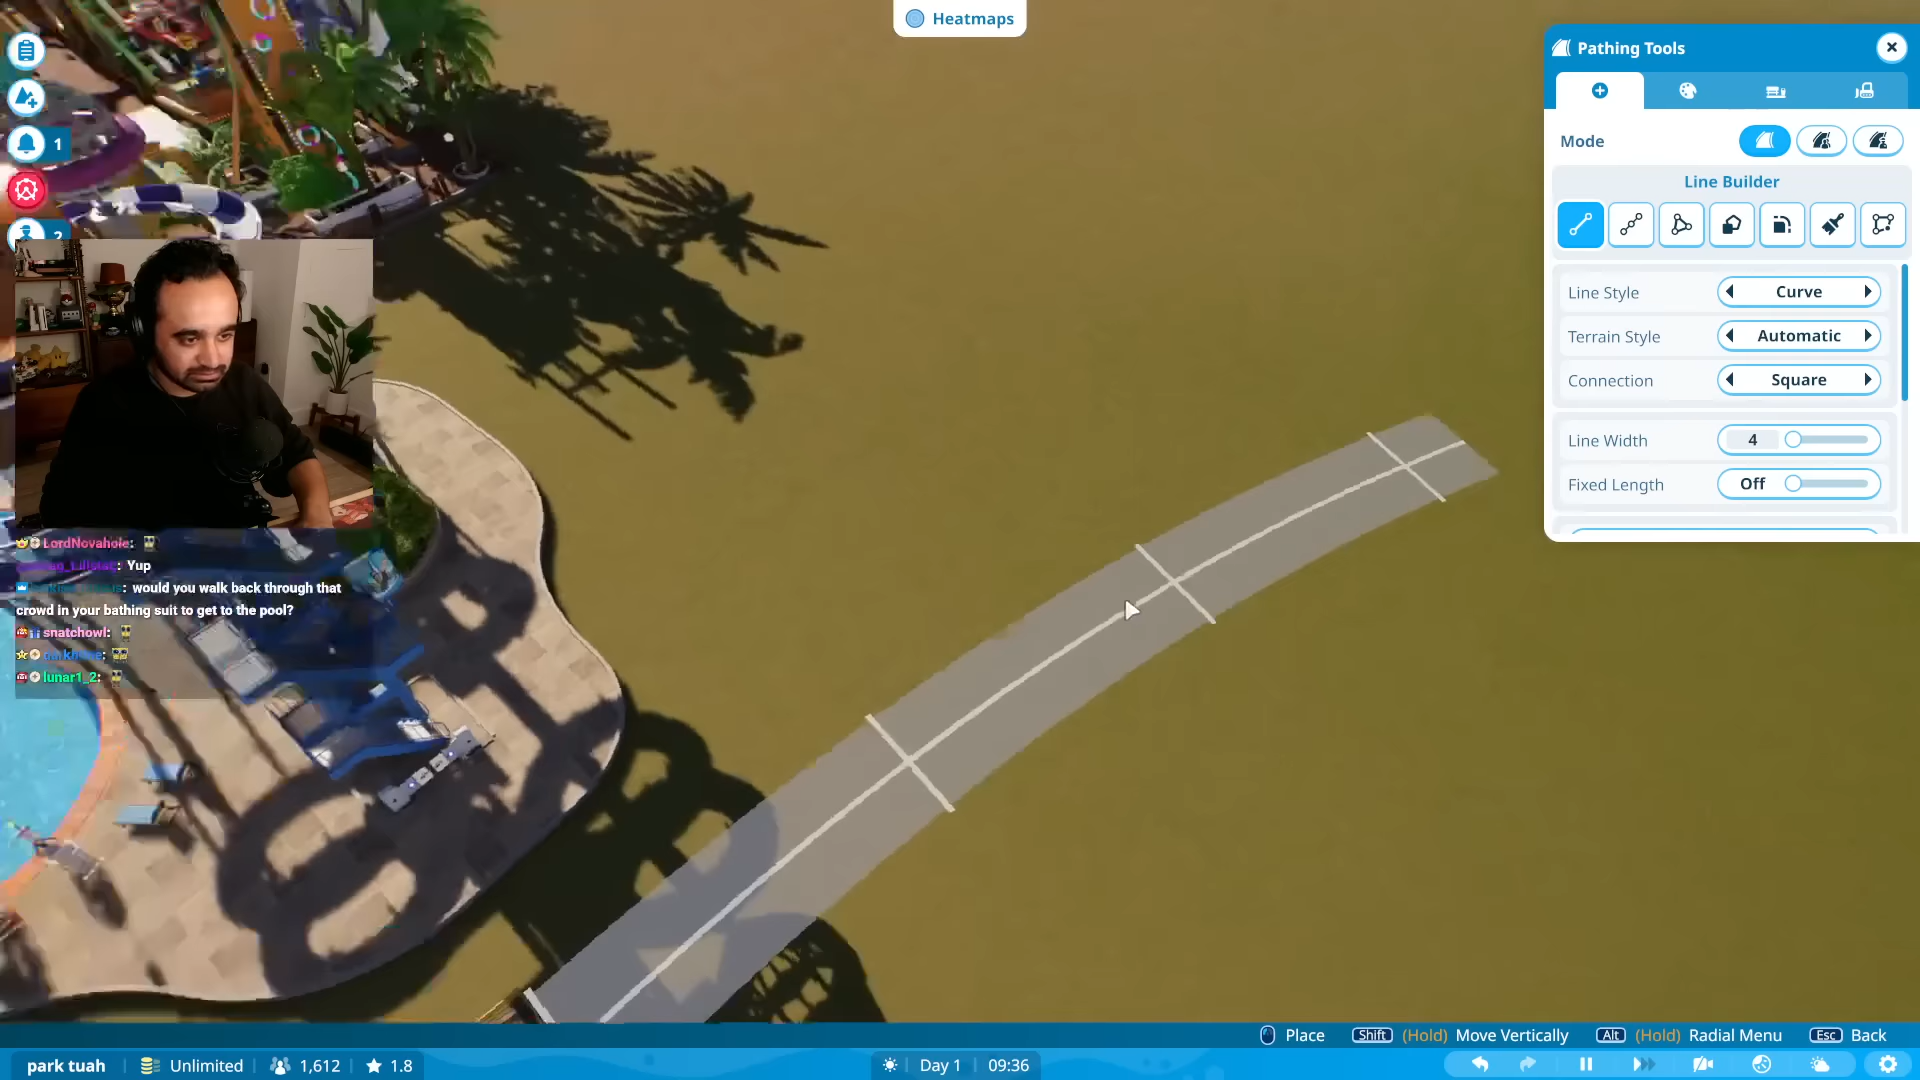 Heatmaps
1
2
Pathing Tools
Mode
Line Builder
Line Style
Curve
Terrain Style
Automatic
Connection
Square
Line Width
4
Fixed Length
Off
LordNovahole:
: Yup
: would you walk back through that
crowd in your bathing suit to get to the pool?
snatchowl:
lunar1_2:
Place
Shift (Hold) Move Vertically
Alt (Hold) Radial Menu
Esc Back
park tuah
Unlimited
1,612
1.8
Day 1
09:36